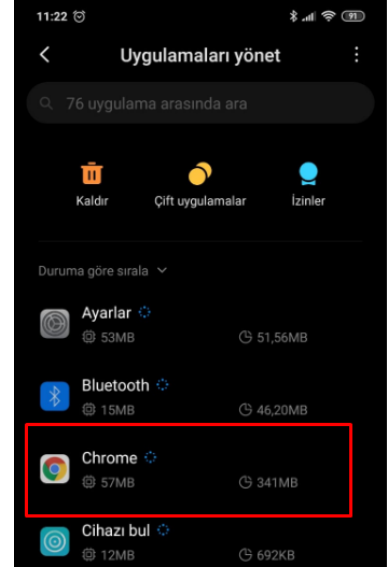 11:22
91
Uygulamaları yönet
76 uygulama arasında ara
Kaldır Çift uygulamalar İzinler
Duruma göre sırala
Ayarlar
53MB 51,56MB
Bluetooth
15MB 46,20MB
Chrome
57MB 341MB
Cihazı bul
12MB 692KB